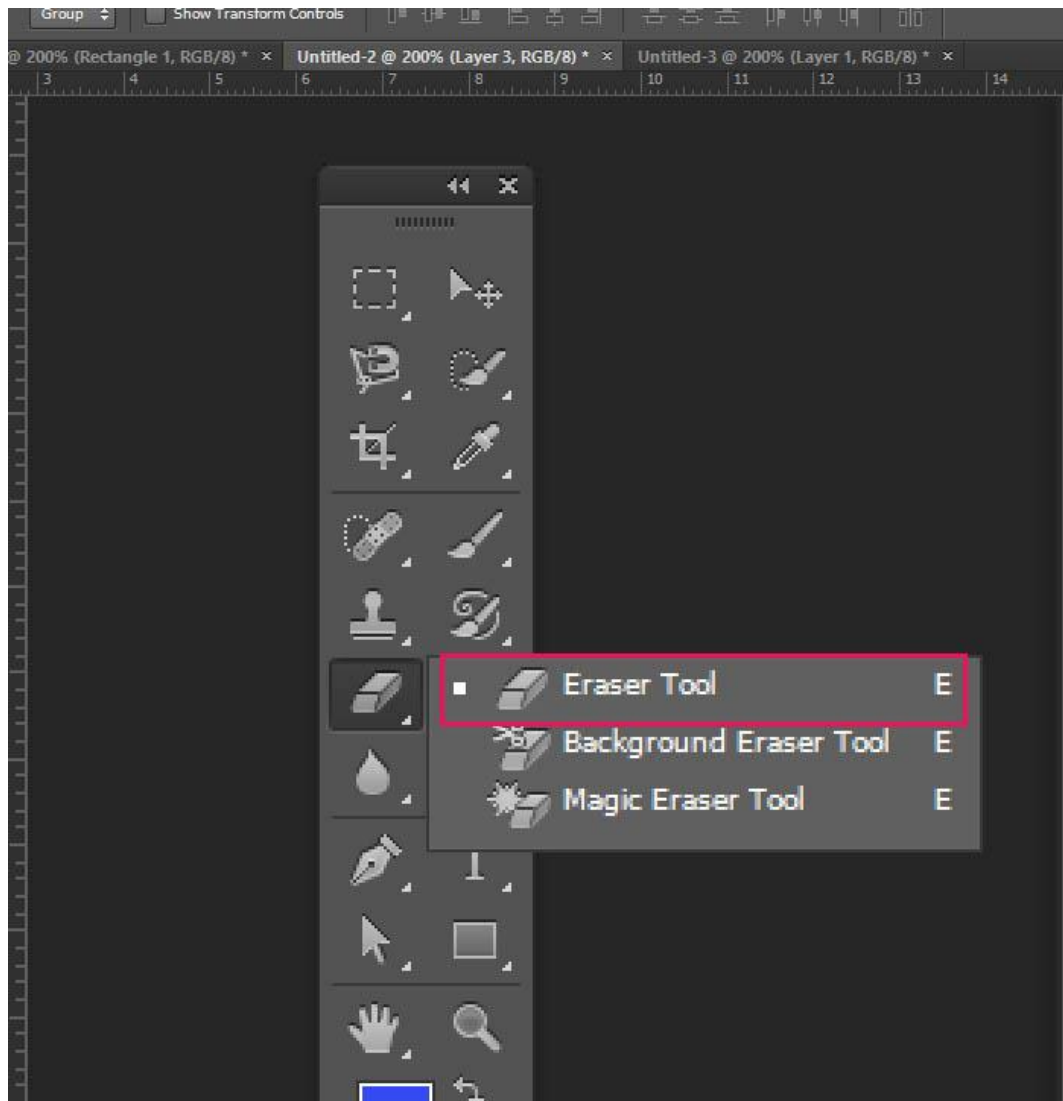 Group Show Transform Controls
@ 200% (Rectangle 1, RGB/8) * × Untitled-2 @ 200% (Layer 3, RGB/8) * × Untitled-3 @ 200% (Layer 1, RGB/8) * ×
3 4 5 6 7 8 9 10 11 12 13 14
Eraser Tool E
Background Eraser Tool E
Magic Eraser Tool E